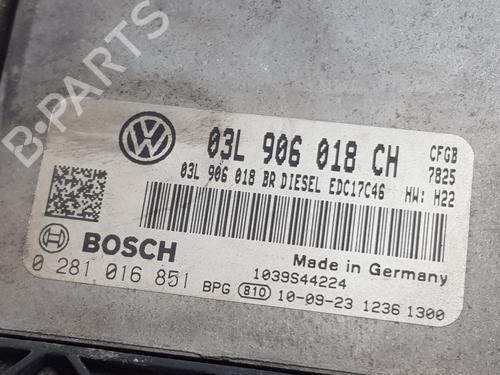 B-PARTS
03L 906 018 CH CFGB
03L 906 018 BR DIESEL EDC17C46 7825
HW: H22
BOSCH Made in Germany
1039S44224
0 281 016 851 BPG 810 10-09-23 1236 1300